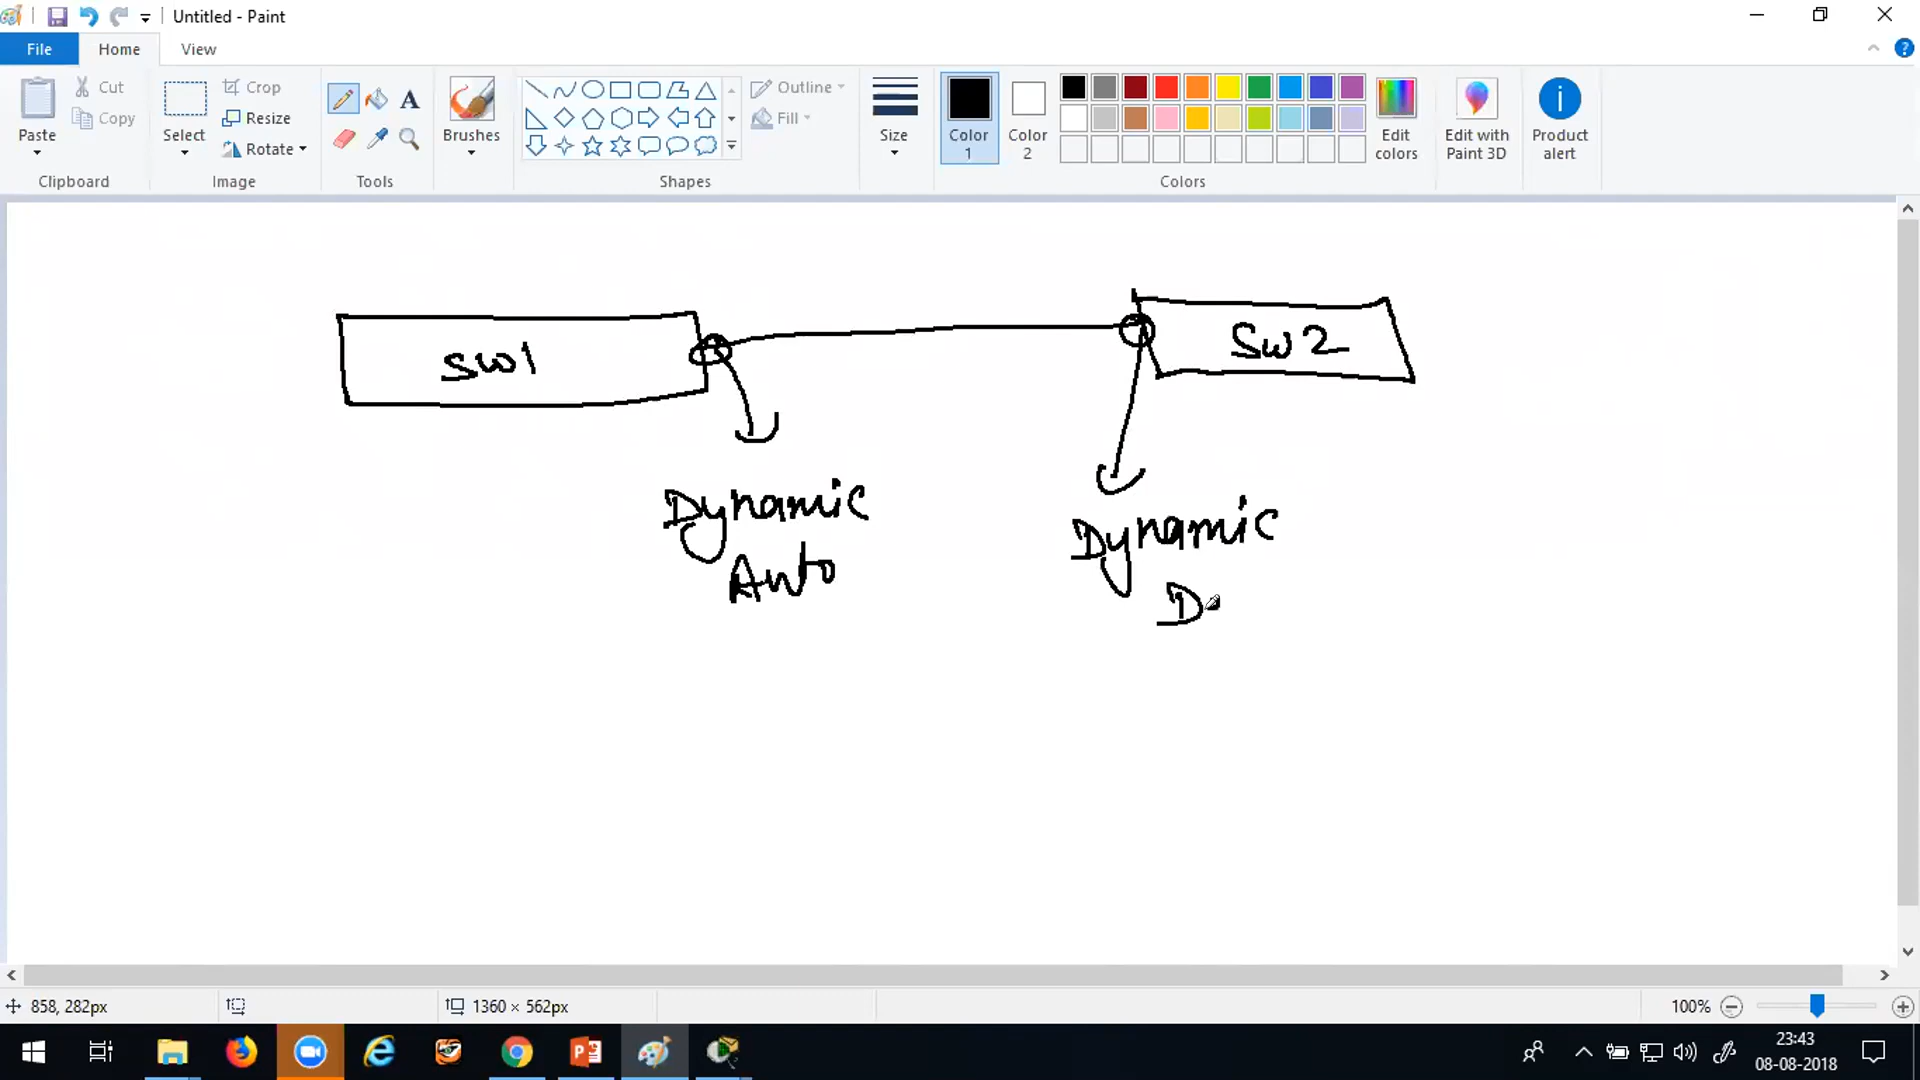 Untitled - Paint
File Home View
Paste
Cut
Copy
Clipboard
Select
Crop
Resize
Rotate
Image
A
Tools
Brushes
Shapes
Outline
Fill
Size
Color 1
Color 2
Colors
Edit colors
Edit with Paint 3D
Product alert
SW1
SW2
Dynamic
Auto
Dynamic
D
858, 282px
1360 × 562px
100%
23:43
08-08-2018